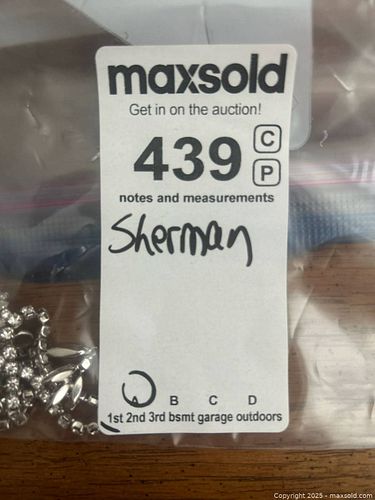 maxsold
Get in on the auction!
439 C
P
notes and measurements
Sherman
A B C D
1st 2nd 3rd bsmt garage outdoors
Copyright 2025 - maxsold.com